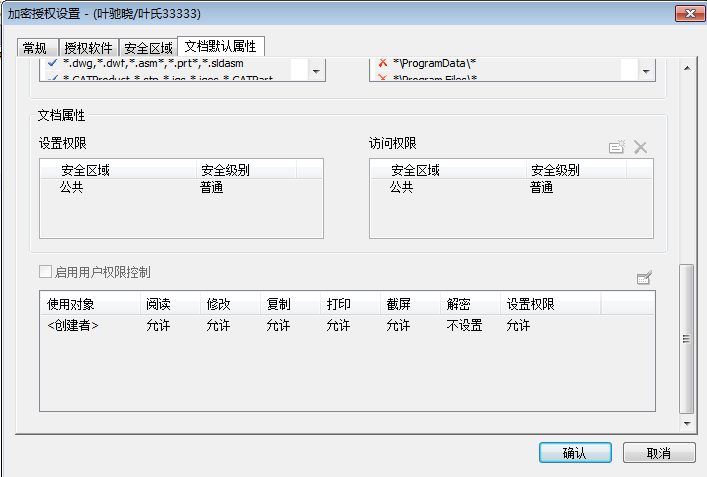 加密授权设置 - (叶驰晓/叶氏33333)
常规 授权软件 安全区域 文档默认属性
*.dwg,*.dwf,*.asm*,*.prt*,*.sldasm *\ProgramData\*
*.CATProduct,*.stp,*.igs,*.iges,*.CATPart *\Program Files\*
文档属性
设置权限 访问权限
安全区域 安全级别 安全区域 安全级别
公共 普通 公共 普通
启用用户权限控制
使用对象 阅读 修改 复制 打印 截屏 解密 设置权限
<创建者> 允许 允许 允许 允许 允许 不设置 允许
确认 取消